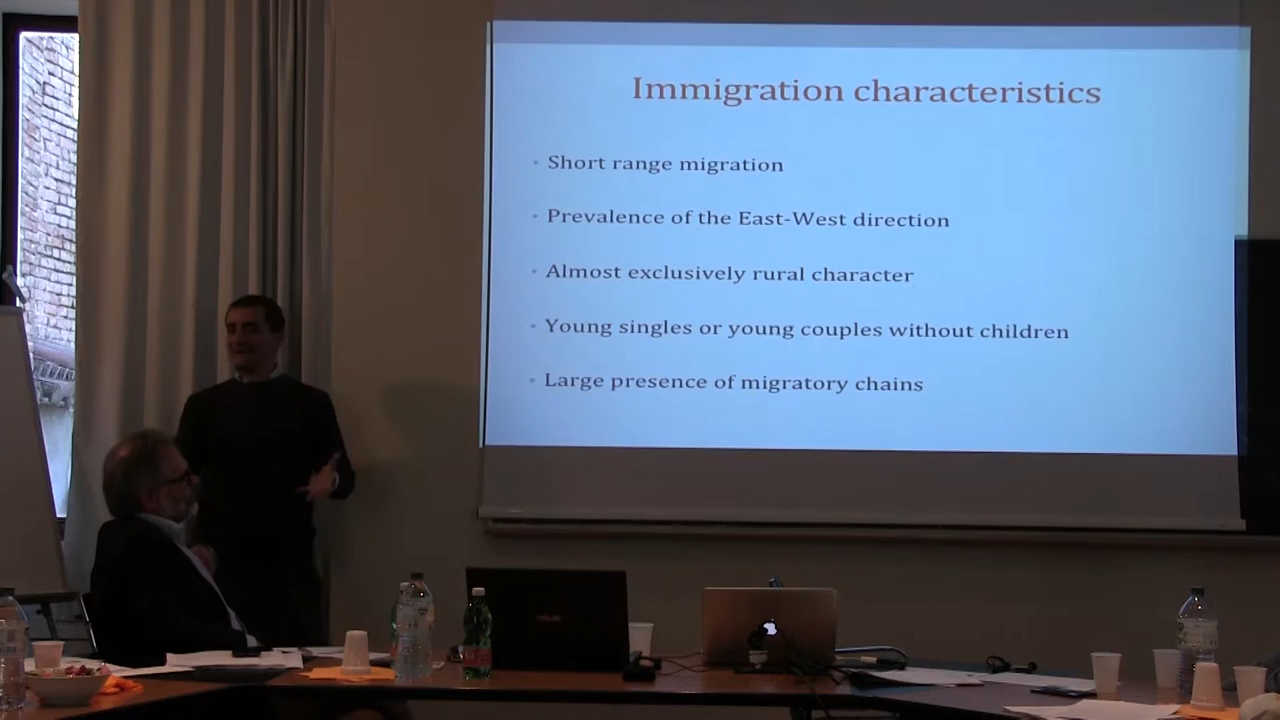 Immigration characteristics
Short range migration
Prevalence of the East-West direction
Almost exclusively rural character
Young singles or young couples without children
Large presence of migratory chains
ASUS